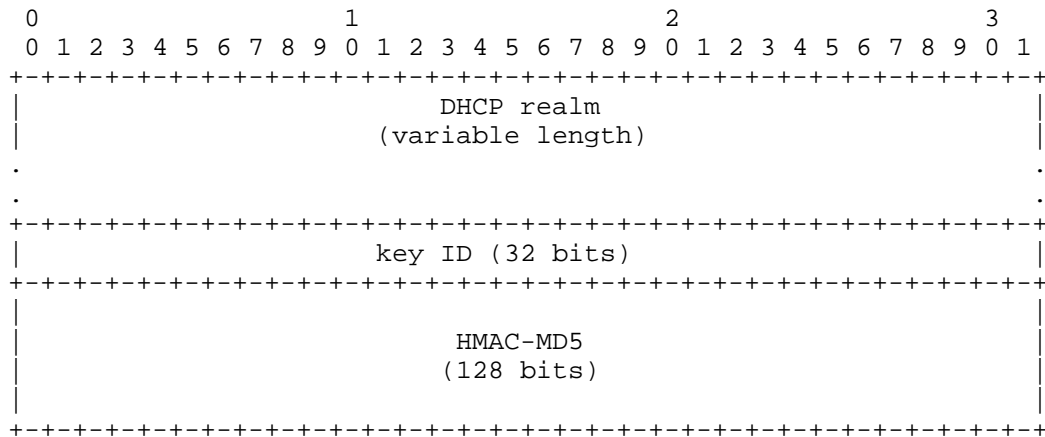 0                   1                   2                   3
 0 1 2 3 4 5 6 7 8 9 0 1 2 3 4 5 6 7 8 9 0 1 2 3 4 5 6 7 8 9 0 1
+-+-+-+-+-+-+-+-+-+-+-+-+-+-+-+-+-+-+-+-+-+-+-+-+-+-+-+-+-+-+-+-+
|                          DHCP realm                           |
|                      (variable length)                        |
.                                                               .
.                                                               .
+-+-+-+-+-+-+-+-+-+-+-+-+-+-+-+-+-+-+-+-+-+-+-+-+-+-+-+-+-+-+-+-+
|                      key ID (32 bits)                         |
+-+-+-+-+-+-+-+-+-+-+-+-+-+-+-+-+-+-+-+-+-+-+-+-+-+-+-+-+-+-+-+-+
|                                                               |
|                           HMAC-MD5                            |
|                          (128 bits)                           |
|                                                               |
+-+-+-+-+-+-+-+-+-+-+-+-+-+-+-+-+-+-+-+-+-+-+-+-+-+-+-+-+-+-+-+-+